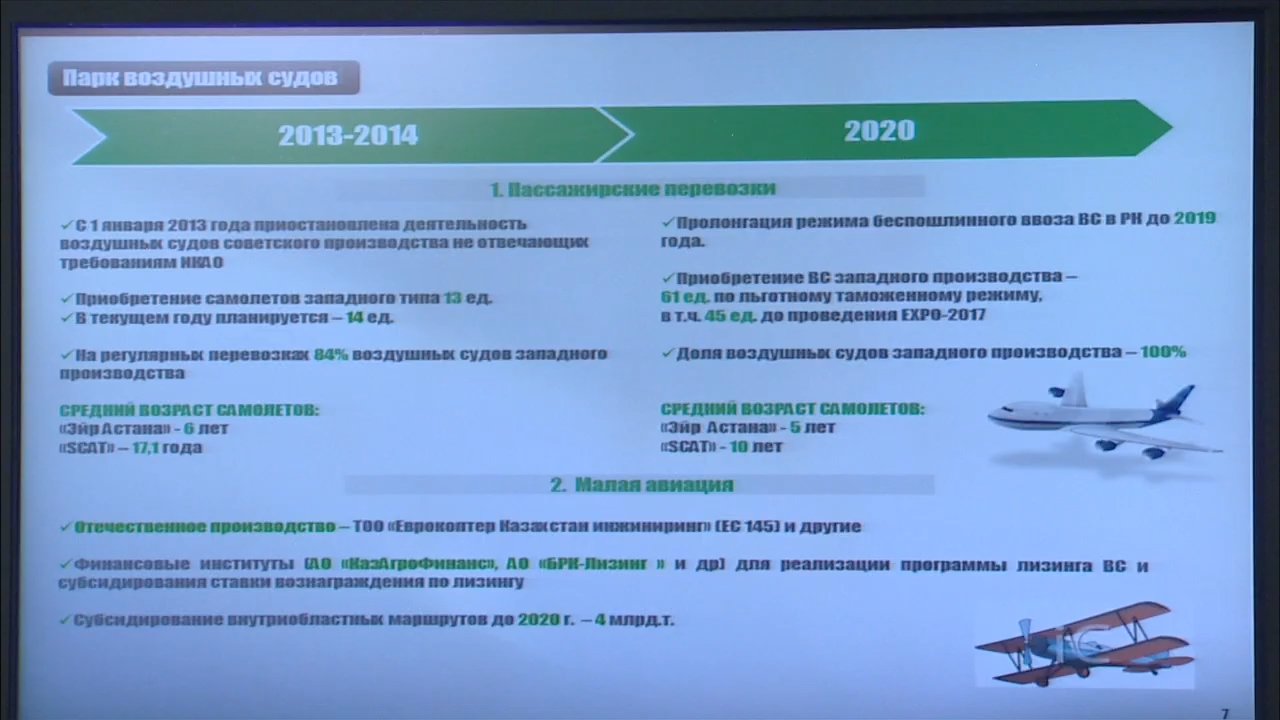 Парк воздушных судов
2013-2014
2020
1. Пассажирские перевозки
✓С 1 января 2013 года приостановлена деятельность
воздушных судов советского производства не отвечающих
требованиям ИКАО
✓Приобретение самолетов западного типа 13 ед.
✓В текущем году планируется – 14 ед.
✓На регулярных перевозках 84% воздушных судов западного
производства
СРЕДНИЙ ВОЗРАСТ САМОЛЕТОВ:
«Эйр Астана» - 6 лет
«SCAT» – 17,1 года
✓Пролонгация режима беспошлинного ввоза ВС в РК до 2019
года.
✓Приобретение ВС западного производства –
61 ед. по льготному таможенному режиму,
в т.ч. 45 ед. до проведения EXPO-2017
✓Доля воздушных судов западного производства – 100%
СРЕДНИЙ ВОЗРАСТ САМОЛЕТОВ:
«Эйр Астана» - 5 лет
«SCAT» - 10 лет
2. Малая авиация
✓Отечественное производство – ТОО «Еврокоптер Казахстан инжиниринг» (ЕС 145) и другие
✓Финансовые институты (АО «КазАгроФинанс», АО «БРК-Лизинг » и др) для реализации программы лизинга ВС и
субсидирования ставки вознаграждения по лизингу
✓Субсидирование внутриобластных маршрутов до 2020 г. – 4 млрд.т.
7